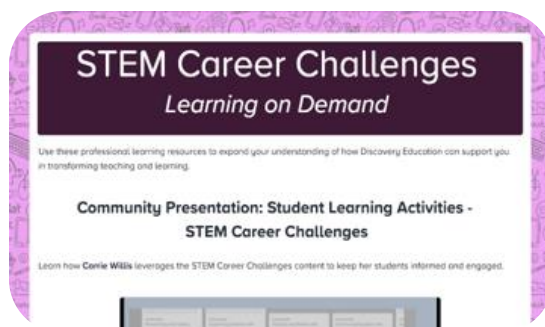 STEM Career Challenges
Learning on Demand
Use these professional learning resources to expand your understanding of how Discovery Education can support you
in transforming teaching and learning.
Community Presentation: Student Learning Activities -
STEM Career Challenges
Learn how Carrie Willis leverages the STEM Career Challenges content to keep her students informed and engaged.